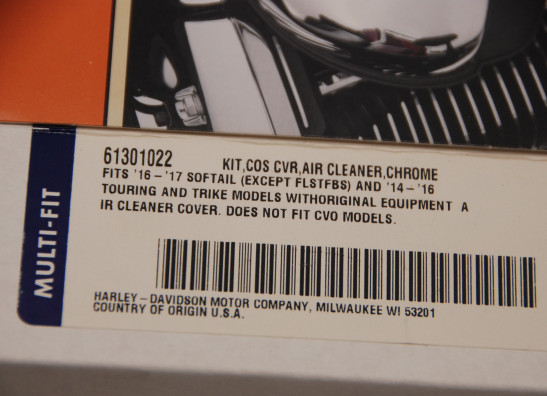 61301022 KIT,COS CVR,AIR CLEANER,CHROME
FITS '16-'17 SOFTAIL (EXCEPT FLSTFBS) AND '14-'16
TOURING AND TRIKE MODELS WITHORIGINAL EQUIPMENT A
IR CLEANER COVER. DOES NOT FIT CVO MODELS.
HARLEY-DAVIDSON MOTOR COMPANY, MILWAUKEE WI 53201
COUNTRY OF ORIGIN U.S.A.
MULTI-FIT